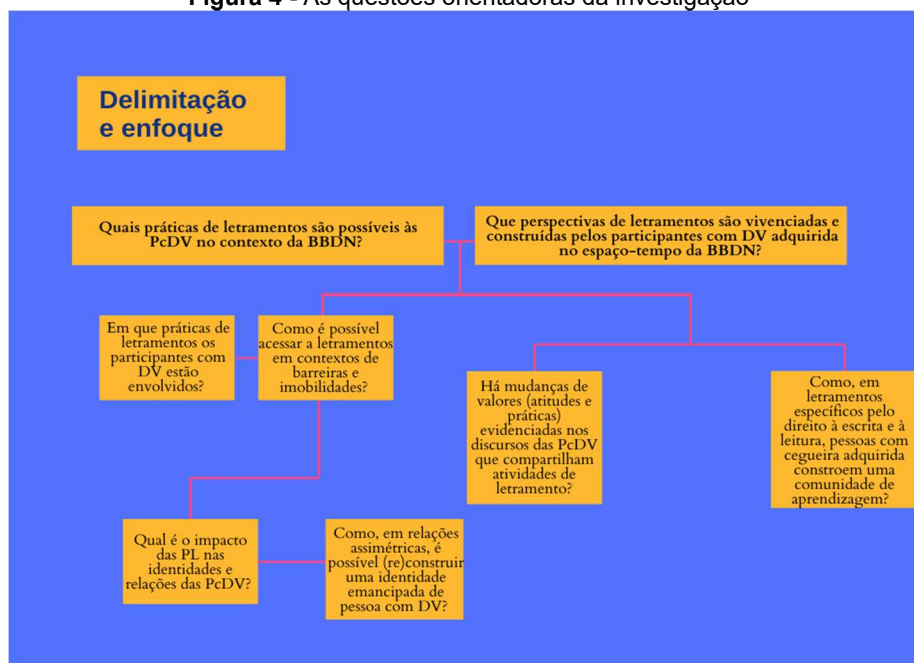 Figura 4 - As questões orientadoras da investigação
Delimitação
e enfoque
Quais práticas de letramentos são possíveis às
PcDV no contexto da BBDN?
Que perspectivas de letramentos são vivenciadas e
construídas pelos participantes com DV adquirida
no espaço-tempo da BBDN?
Em que práticas de
letramentos os
participantes com
DV estão
envolvidos?
Como é possível
acessar a letramentos
em contextos de
barreiras e
imobilidades?
Há mudanças de
valores (atitudes e
práticas)
evidenciadas nos
discursos das PcDV
que compartilham
atividades de
letramento?
Como, em
letramentos
específicos pelo
direito à escrita e à
leitura, pessoas com
cegueira adquirida
constroem uma
comunidade de
aprendizagem?
Qual é o impacto
das PL nas
identidades e
relações das PcDV?
Como, em relações
assimétricas, é
possível (re)construir
uma identidade
emancipada de
pessoa com DV?